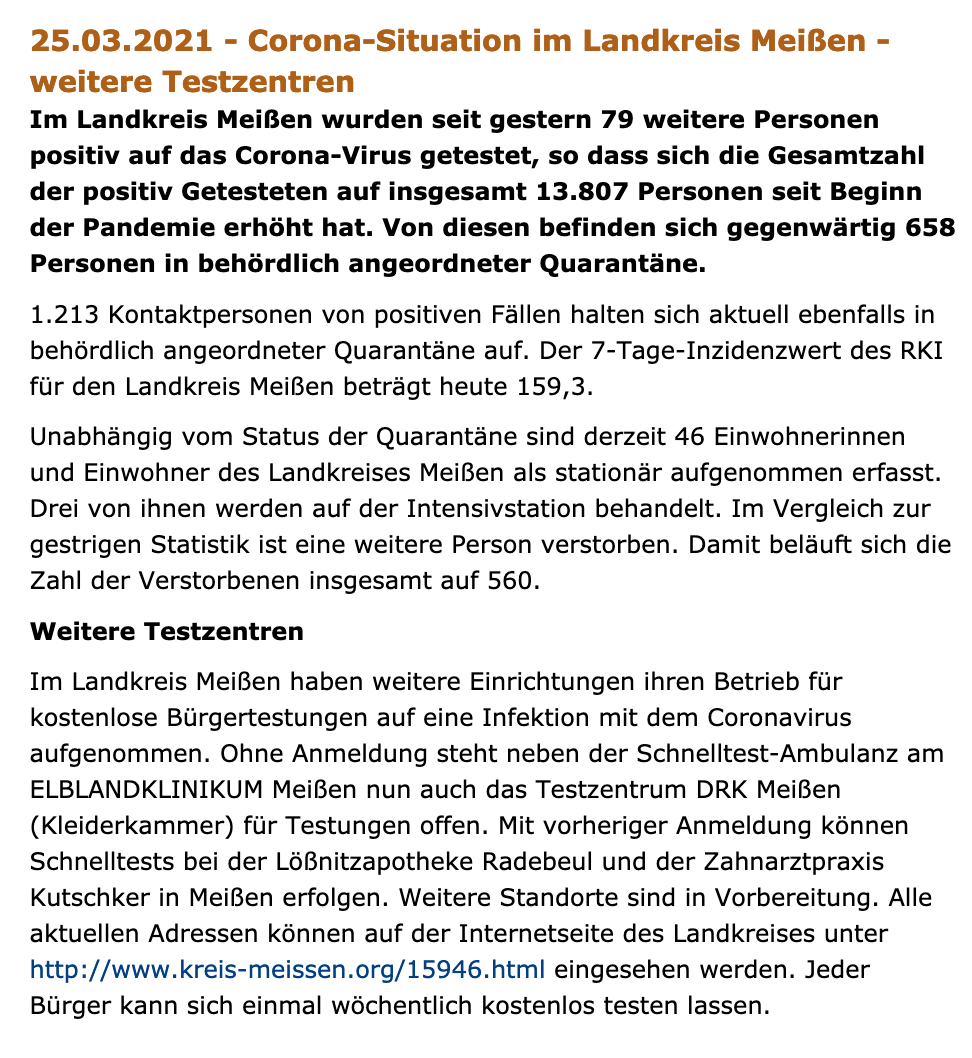 25.03.2021 - Corona-Situation im Landkreis Meißen -
weitere Testzentren
Im Landkreis Meißen wurden seit gestern 79 weitere Personen
positiv auf das Corona-Virus getestet, so dass sich die Gesamtzahl
der positiv Getesteten auf insgesamt 13.807 Personen seit Beginn
der Pandemie erhöht hat. Von diesen befinden sich gegenwärtig 658
Personen in behördlich angeordneter Quarantäne.
1.213 Kontaktpersonen von positiven Fällen halten sich aktuell ebenfalls in
behördlich angeordneter Quarantäne auf. Der 7-Tage-Inzidenzwert des RKI
für den Landkreis Meißen beträgt heute 159,3.
Unabhängig vom Status der Quarantäne sind derzeit 46 Einwohnerinnen
und Einwohner des Landkreises Meißen als stationär aufgenommen erfasst.
Drei von ihnen werden auf der Intensivstation behandelt. Im Vergleich zur
gestrigen Statistik ist eine weitere Person verstorben. Damit beläuft sich die
Zahl der Verstorbenen insgesamt auf 560.
Weitere Testzentren
Im Landkreis Meißen haben weitere Einrichtungen ihren Betrieb für
kostenlose Bürgertestungen auf eine Infektion mit dem Coronavirus
aufgenommen. Ohne Anmeldung steht neben der Schnelltest-Ambulanz am
ELBLANDKLINIKUM Meißen nun auch das Testzentrum DRK Meißen
(Kleiderkammer) für Testungen offen. Mit vorheriger Anmeldung können
Schnelltests bei der Lößnitzapotheke Radebeul und der Zahnarztpraxis
Kutschker in Meißen erfolgen. Weitere Standorte sind in Vorbereitung. Alle
aktuellen Adressen können auf der Internetseite des Landkreises unter
http://www.kreis-meissen.org/15946.html eingesehen werden. Jeder
Bürger kann sich einmal wöchentlich kostenlos testen lassen.